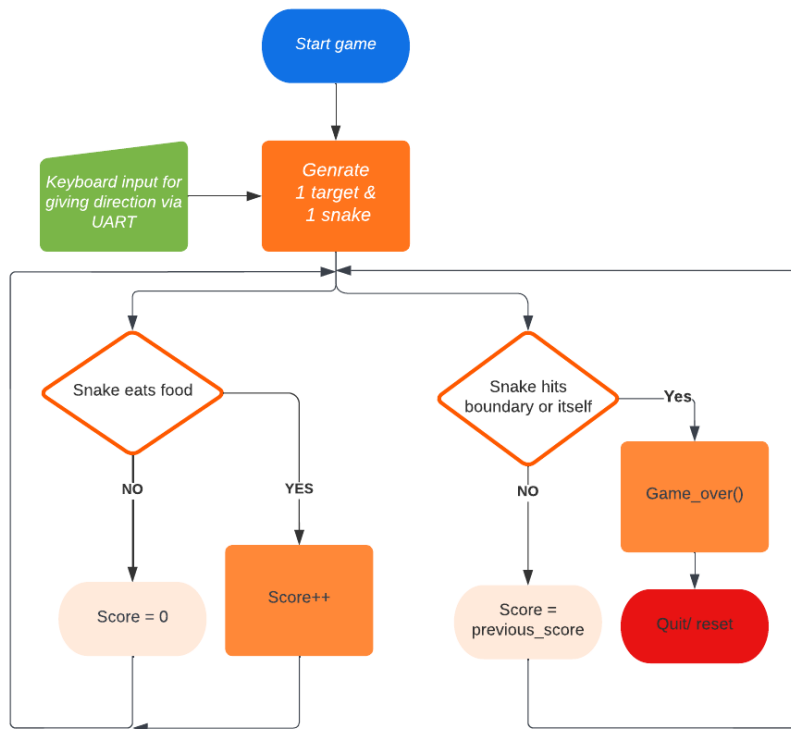 Start game
Keyboard input for
giving direction via
UART
Genrate
1 target &
1 snake
Snake eats food
Snake hits
boundary or itself
Yes
NO
YES
NO
Game_over()
Score = 0
Score++
Score =
previous_score
Quit/ reset